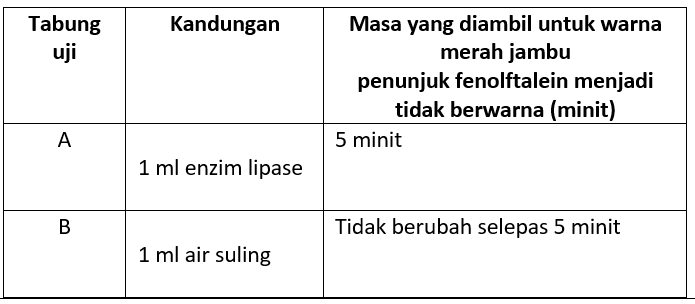 Tabung Kandungan Masa yang diambil untuk warna
uji merah jambu
penunjuk fenolftalein menjadi
tidak berwarna (minit)
A 5 minit
1 ml enzim lipase
B Tidak berubah selepas 5 minit
1 ml air suling